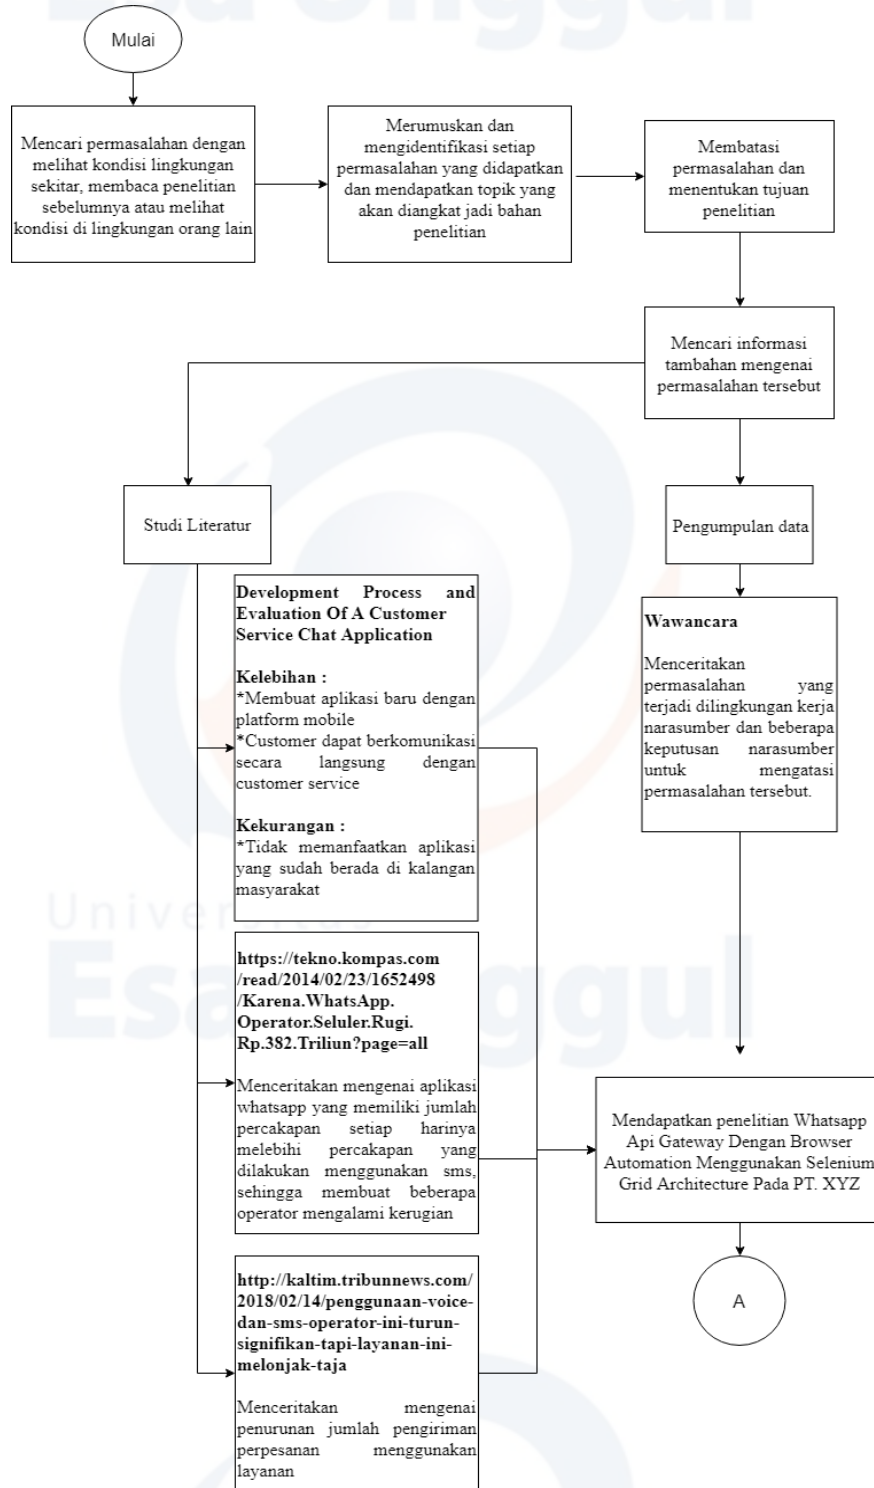 Esa Unggul
Mulai
Mencari permasalahan dengan
melihat kondisi lingkungan
sekitar, membaca penelitian
sebelumnya atau melihat
kondisi di lingkungan orang lain
Merumuskan dan
mengidentifikasi setiap
permasalahan yang didapatkan
dan mendapatkan topik yang
akan diangkat jadi bahan
penelitian
Membatasi
permasalahan dan
menentukan tujuan
penelitian
Mencari informasi
tambahan mengenai
permasalahan tersebut
Studi Literatur
Pengumpulan data
Development Process and
Evaluation Of A Customer
Service Chat Application
Kelebihan :
*Membuat aplikasi baru dengan
platform mobile
*Customer dapat berkomunikasi
secara langsung dengan
customer service
Kekurangan :
*Tidak memanfaatkan aplikasi
yang sudah berada di kalangan
masyarakat
Wawancara
Menceritakan
permasalahan yang
terjadi dilingkungan kerja
narasumber dan beberapa
keputusan narasumber
untuk mengatasi
permasalahan tersebut.
Universitas
Esa Unggul
https://tekno.kompas.com
/read/2014/02/23/1652498
/Karena.WhatsApp.
Operator.Seluler.Rugi.
Rp.382.Triliun?page=all
Menceritakan mengenai aplikasi
whatsapp yang memiliki jumlah
percakapan setiap harinya
melebihi percakapan yang
dilakukan menggunakan sms,
sehingga membuat beberapa
operator mengalami kerugian
Mendapatkan penelitian Whatsapp
Api Gateway Dengan Browser
Automation Menggunakan Selenium
Grid Architecture Pada PT. XYZ
A
http://kaltim.tribunnews.com/
2018/02/14/penggunaan-voice-
dan-sms-operator-ini-turun-
signifikan-tapi-layanan-ini-
melonjak-taja
Menceritakan mengenai
penurunan jumlah pengiriman
perpesanan menggunakan
layanan